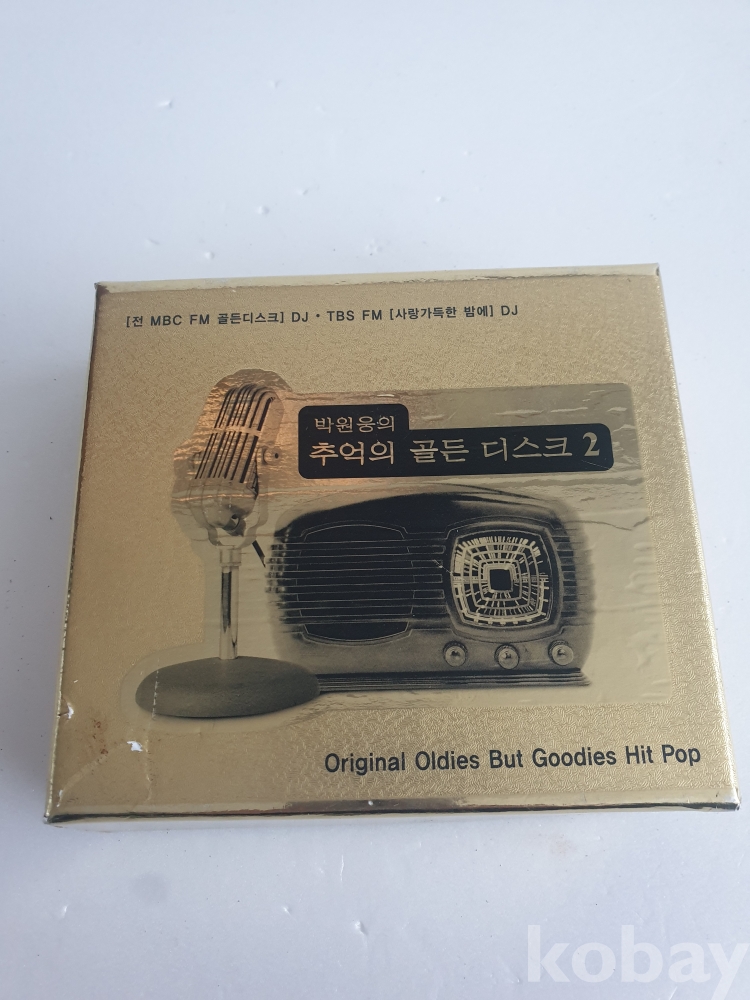 [전 MBC FM 골든디스크] DJ • TBS FM [사랑가득한 밤에] DJ
박원웅의
추억의 골든 디스크 2
Original Oldies But Goodies Hit Pop
kobay